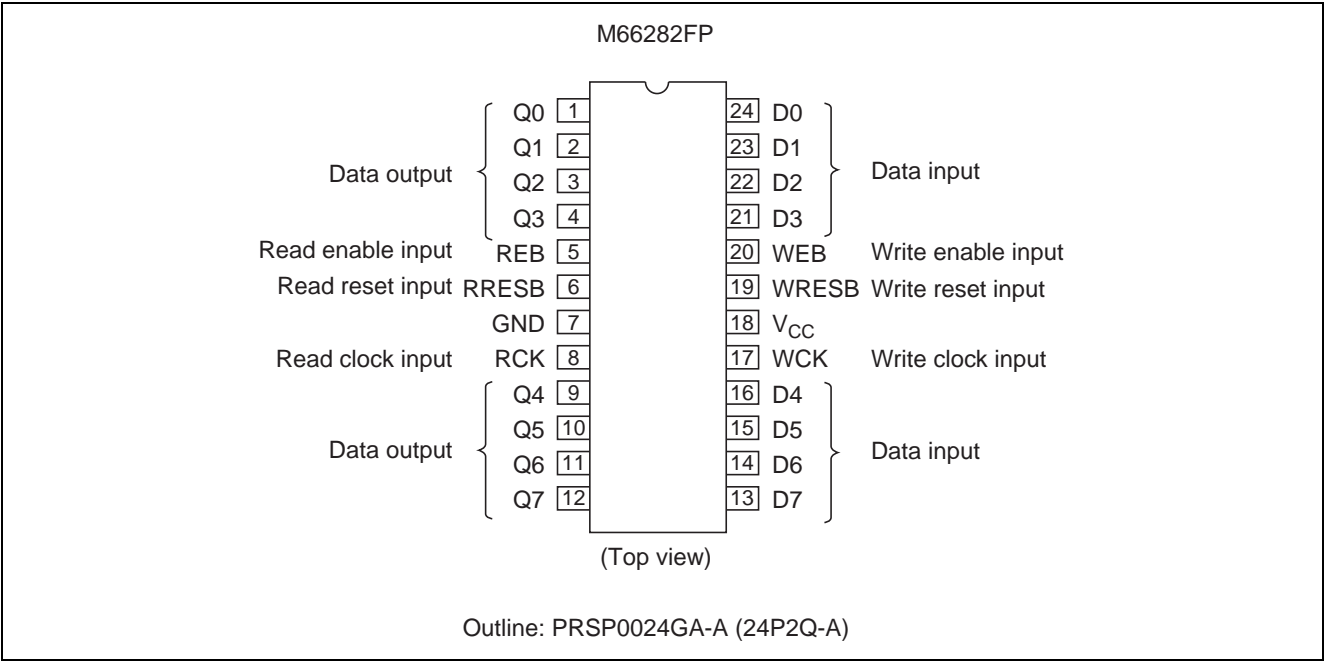 M66282FP
Q0 1 24 D0
Q1 2 23 D1
Data output Data input
Q2 3 22 D2
Q3 4 21 D3
Read enable input REB 5 20 WEB Write enable input
Read reset input RRESB 6 19 WRESB Write reset input
GND 7 18 VCC
Read clock input RCK 8 17 WCK Write clock input
Q4 9 16 D4
Q5 10 15 D5
Data output Data input
Q6 11 14 D6
Q7 12 13 D7
(Top view)
Outline: PRSP0024GA-A (24P2Q-A)